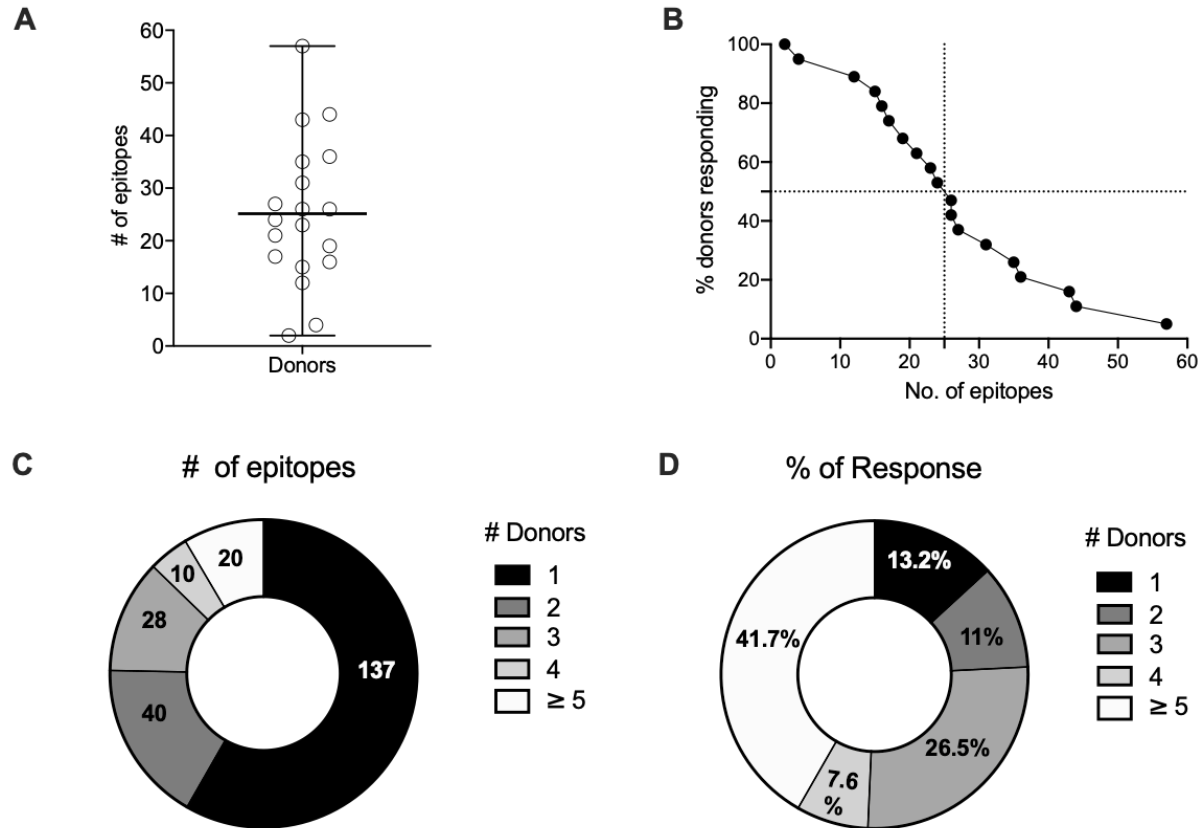 A
60
50
40
30
20
10
0
# of epitopes
Donors
B
100
80
60
40
20
0
% donors responding
0 10 20 30 40 50 60
No. of epitopes
C
# of epitopes
20
10
28
40
137
# Donors
1
2
3
4
≥ 5
D
% of Response
13.2%
11%
26.5%
7.6
%
41.7%
# Donors
1
2
3
4
≥ 5